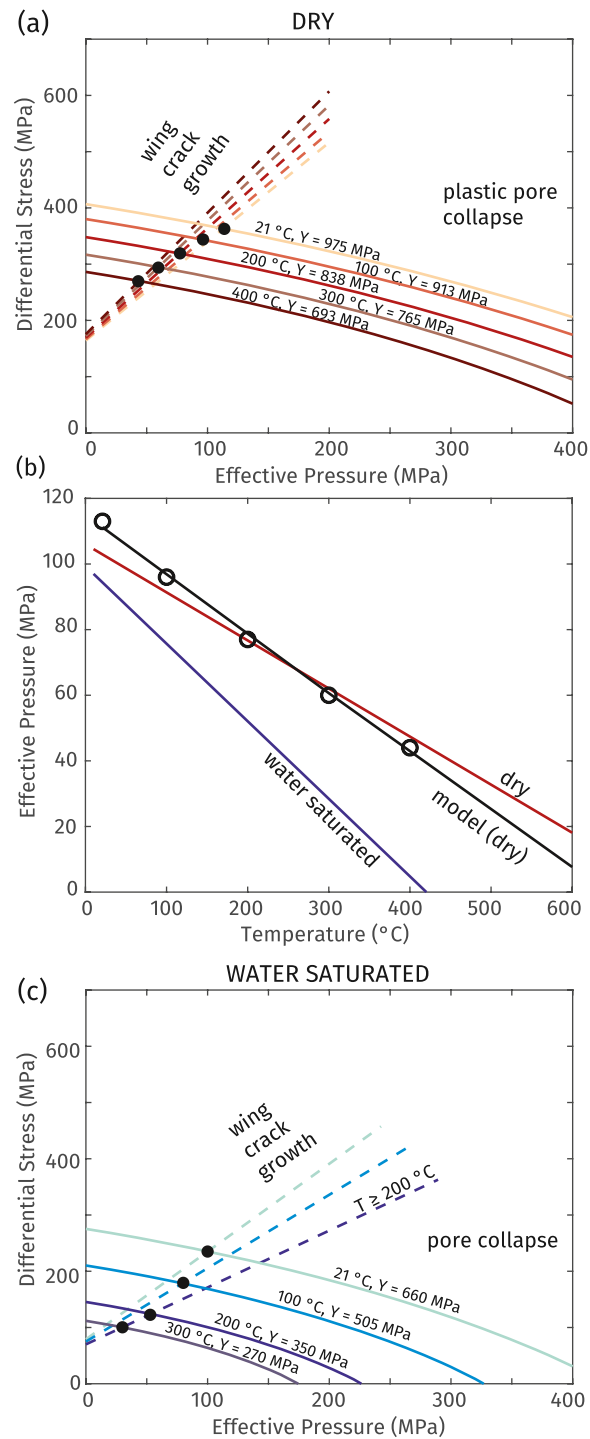 (a)
DRY
Differential Stress (MPa)
600
400
200
0
wing
crack
growth
plastic pore
collapse
21 °C, Y = 975 MPa
100 °C, Y = 913 MPa
200 °C, Y = 838 MPa
300 °C, Y = 765 MPa
400 °C, Y = 693 MPa
0 100 200 300 400
Effective Pressure (MPa)
(b)
Effective Pressure (MPa)
120
100
80
60
40
20
0
water saturated
dry
model (dry)
0 100 200 300 400 500 600
Temperature (°C)
WATER SATURATED
(c)
Differential Stress (MPa)
600
400
200
0
wing
crack
growth
T ≥ 200 °C
pore collapse
21 °C, Y = 660 MPa
100 °C, Y = 505 MPa
200 °C, Y = 350 MPa
300 °C, Y = 270 MPa
0 100 200 300 400
Effective Pressure (MPa)